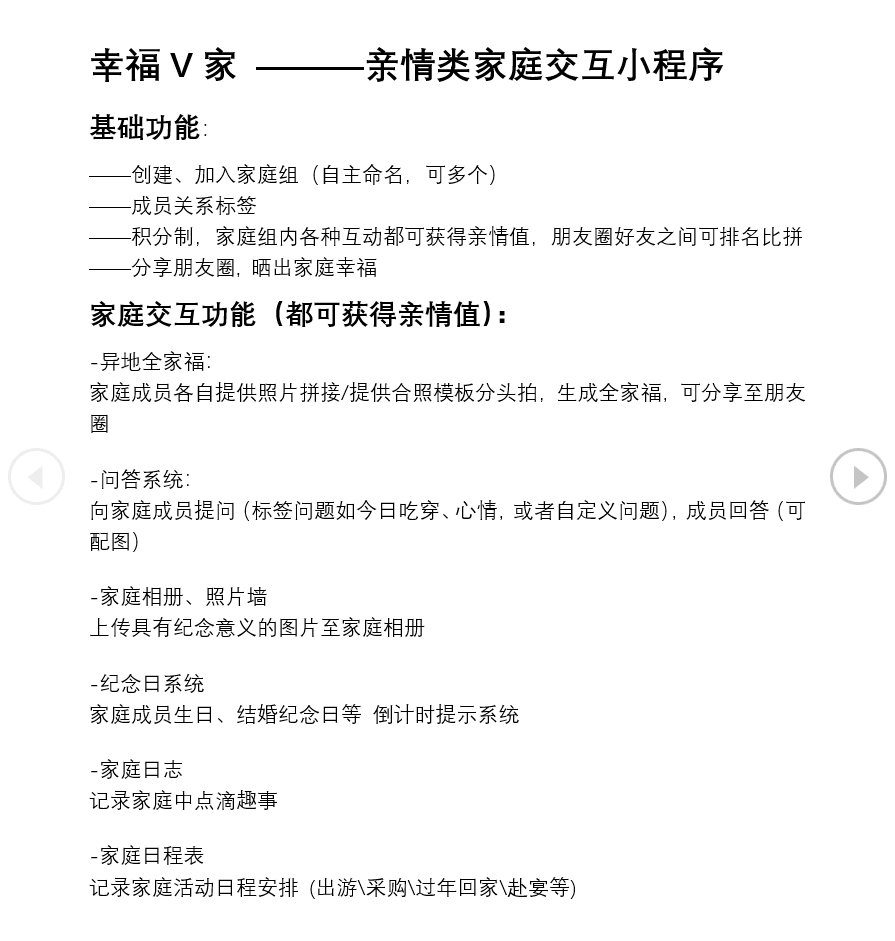 幸福 V 家 ———亲情类家庭交互小程序
基础功能:
——创建、加入家庭组（自主命名，可多个）
——成员关系标签
——积分制，家庭组内各种互动都可获得亲情值，朋友圈好友之间可排名比拼
——分享朋友圈, 晒出家庭幸福
家庭交互功能（都可获得亲情值）:
-异地全家福:
家庭成员各自提供照片拼接/提供合照模板分头拍，生成全家福，可分享至朋友
圈
-问答系统:
向家庭成员提问（标签问题如今日吃穿、心情, 或者自定义问题）, 成员回答（可
配图）
-家庭相册、照片墙
上传具有纪念意义的图片至家庭相册
-纪念日系统
家庭成员生日、结婚纪念日等 倒计时提示系统
-家庭日志
记录家庭中点滴趣事
-家庭日程表
记录家庭活动日程安排 (出游\采购\过年回家\赴宴等)